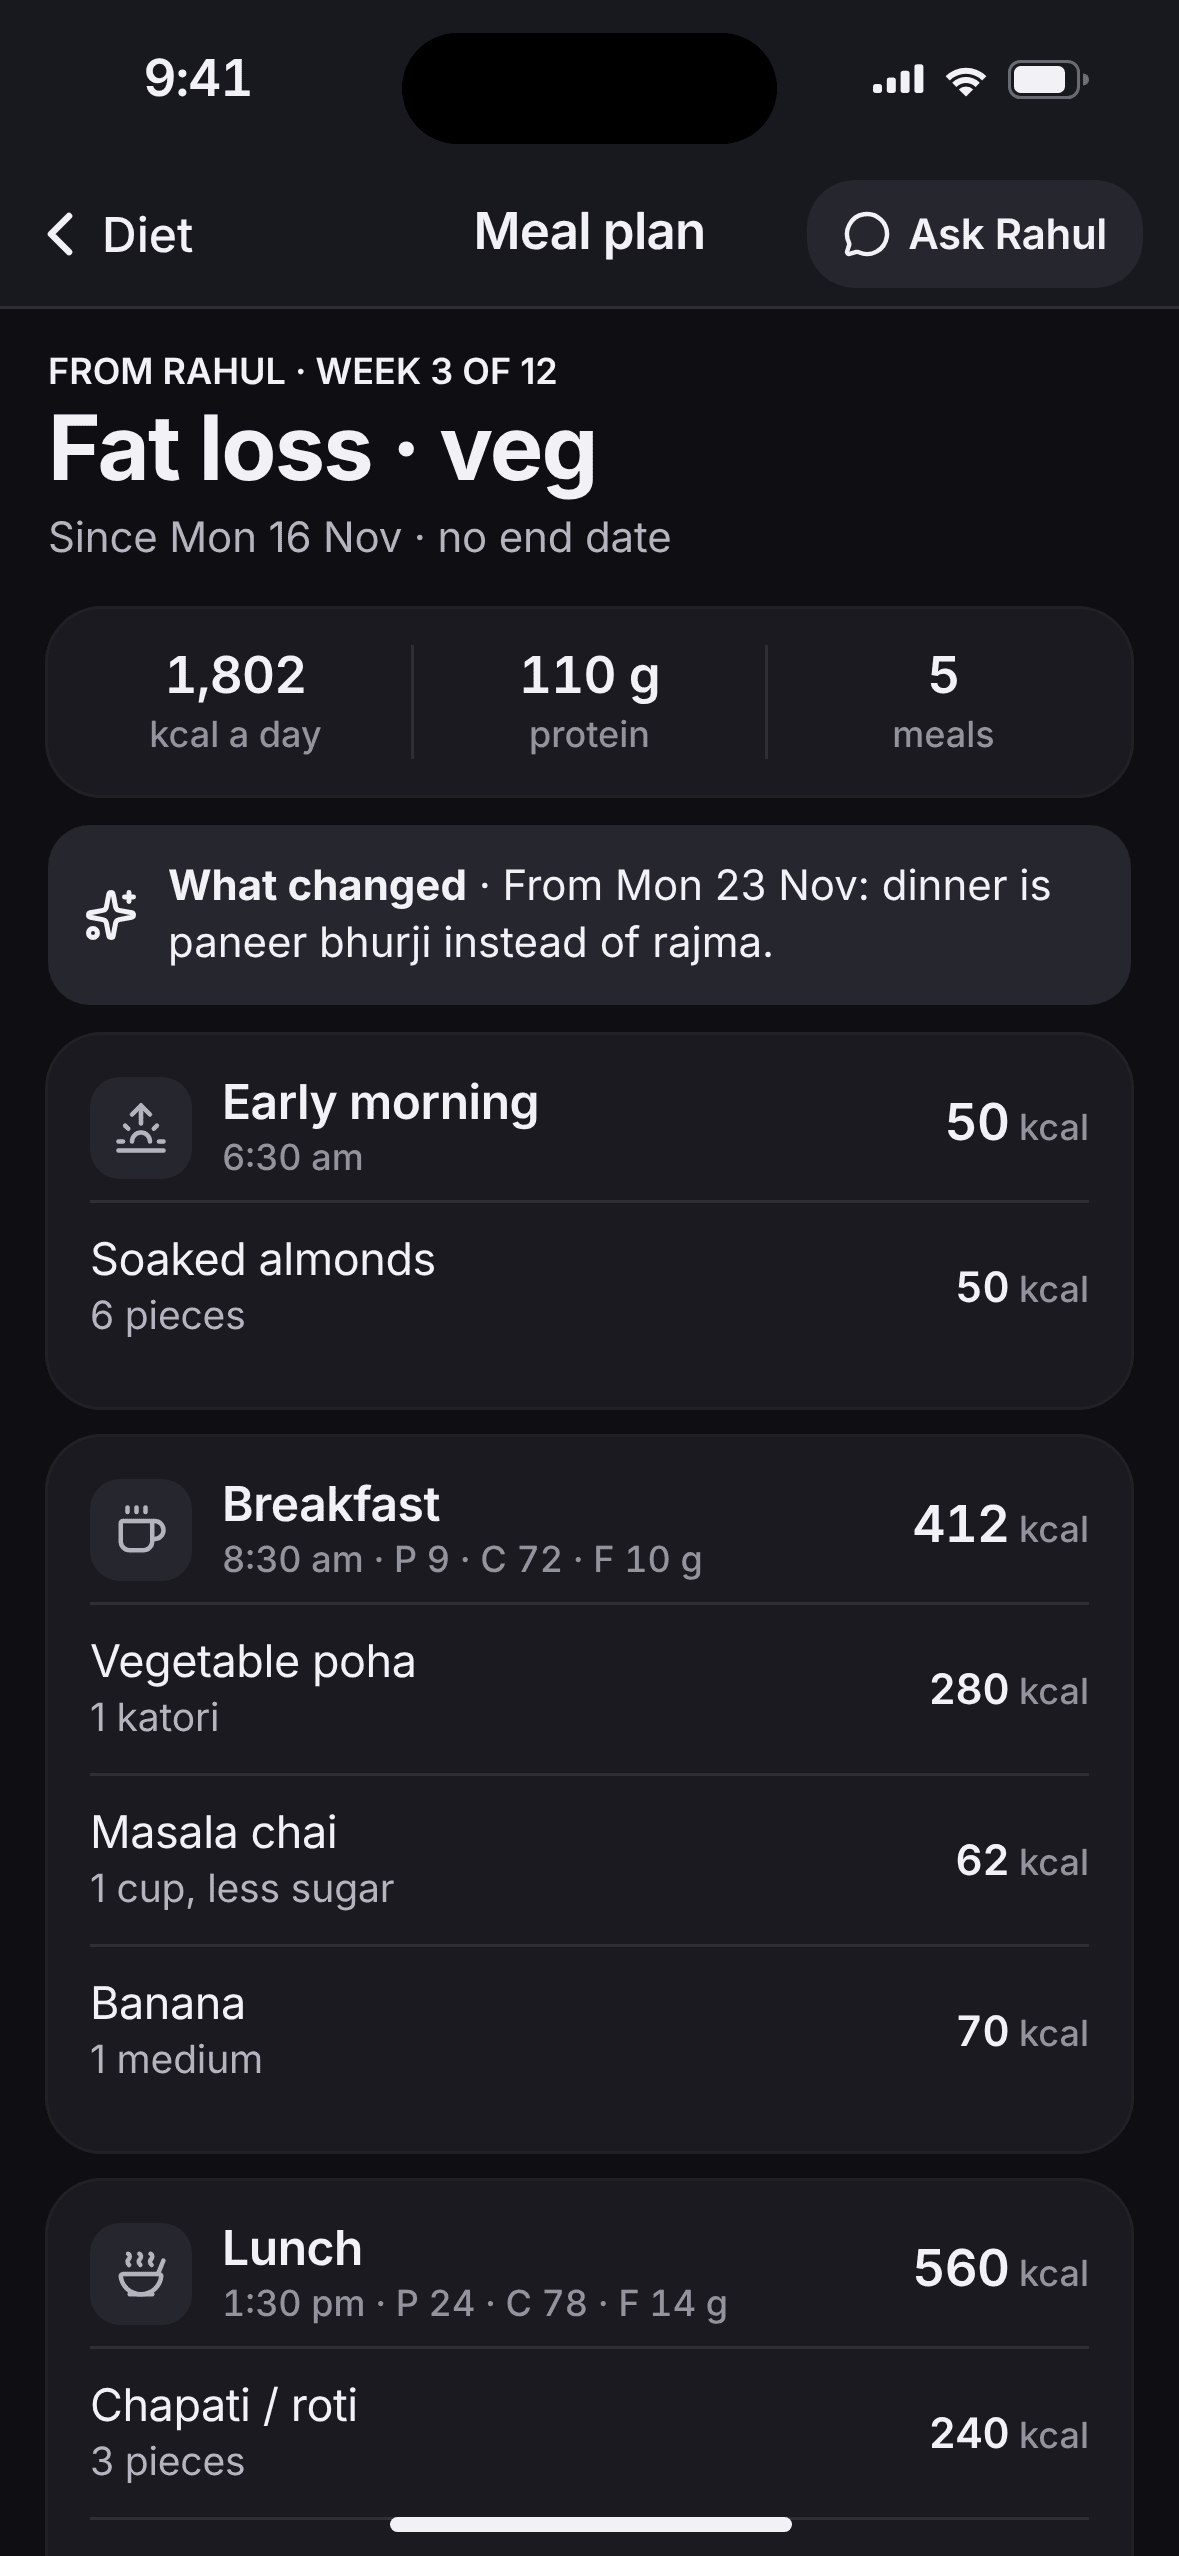 9:41
Diet
Meal plan
Ask Rahul
FROM RAHUL · WEEK 3 OF 12
Fat loss · veg
Since Mon 16 Nov · no end date
1,802
kcal a day
110 g
protein
5
meals
What changed · From Mon 23 Nov: dinner is
paneer bhurji instead of rajma.
Early morning
6:30 am
50 kcal
Soaked almonds
6 pieces
50 kcal
Breakfast
8:30 am · P 9 · C 72 · F 10 g
412 kcal
Vegetable poha
1 katori
280 kcal
Masala chai
1 cup, less sugar
62 kcal
Banana
1 medium
70 kcal
Lunch
1:30 pm · P 24 · C 78 · F 14 g
560 kcal
Chapati / roti
3 pieces
240 kcal